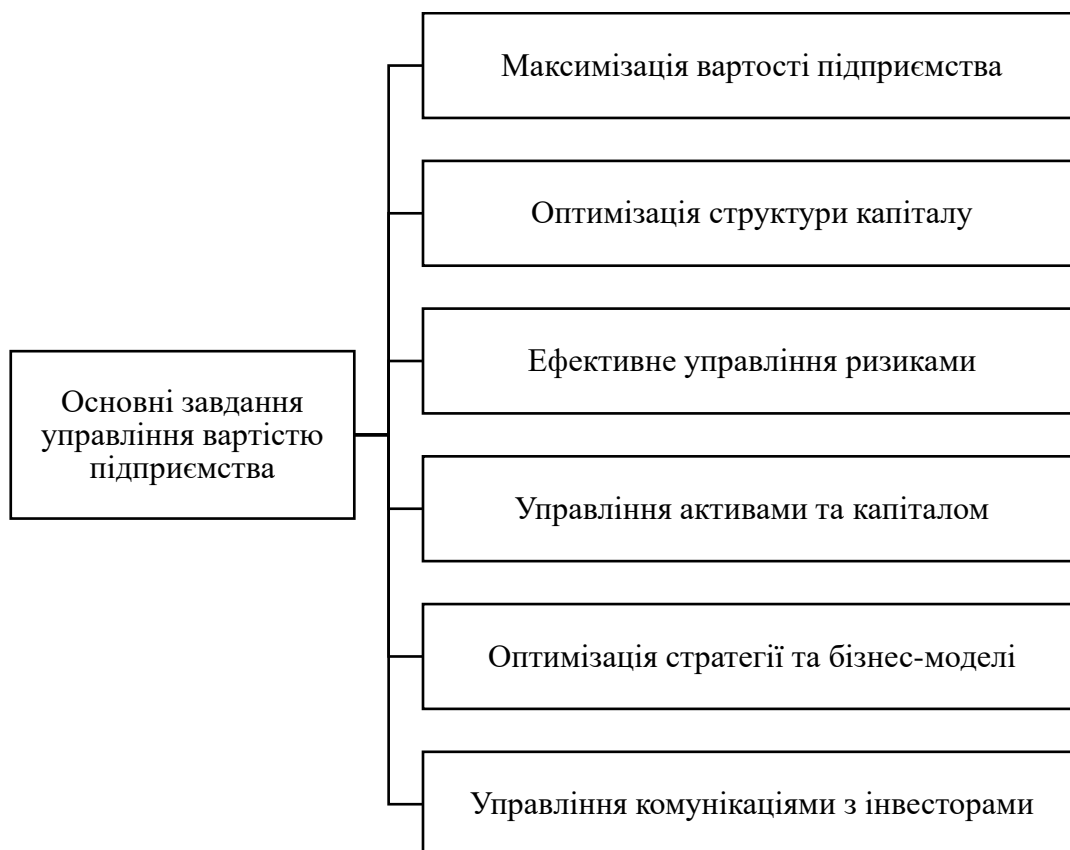 Максимізація вартості підприємства
Оптимізація структури капіталу
Ефективне управління ризиками
Основні завдання
управління вартістю
підприємства
Управління активами та капіталом
Оптимізація стратегії та бізнес-моделі
Управління комунікаціями з інвесторами